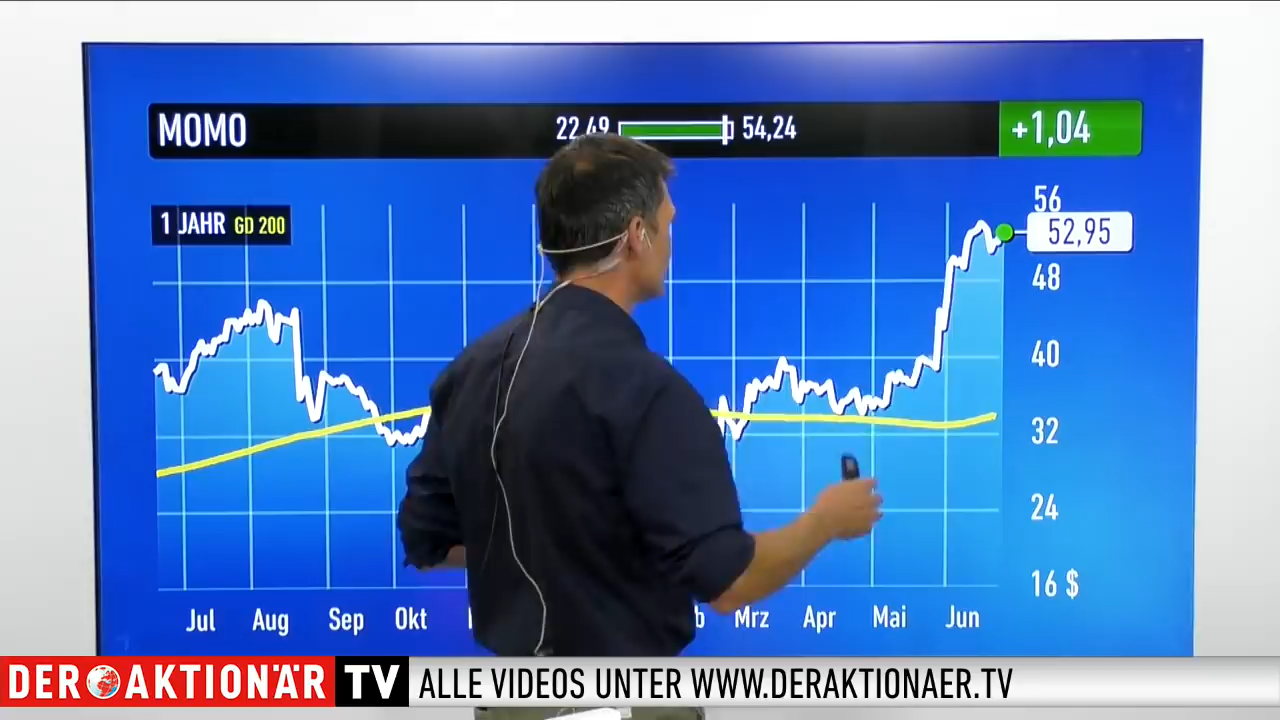 MOMO 22,49 54,24 +1,04
1 JAHR GD 200
56
52,95
48
40
32
24
16 $
Jul Aug Sep Okt Mrz Apr Mai Jun
DER AKTIONÄR TV ALLE VIDEOS UNTER WWW.DERAKTIONAER.TV